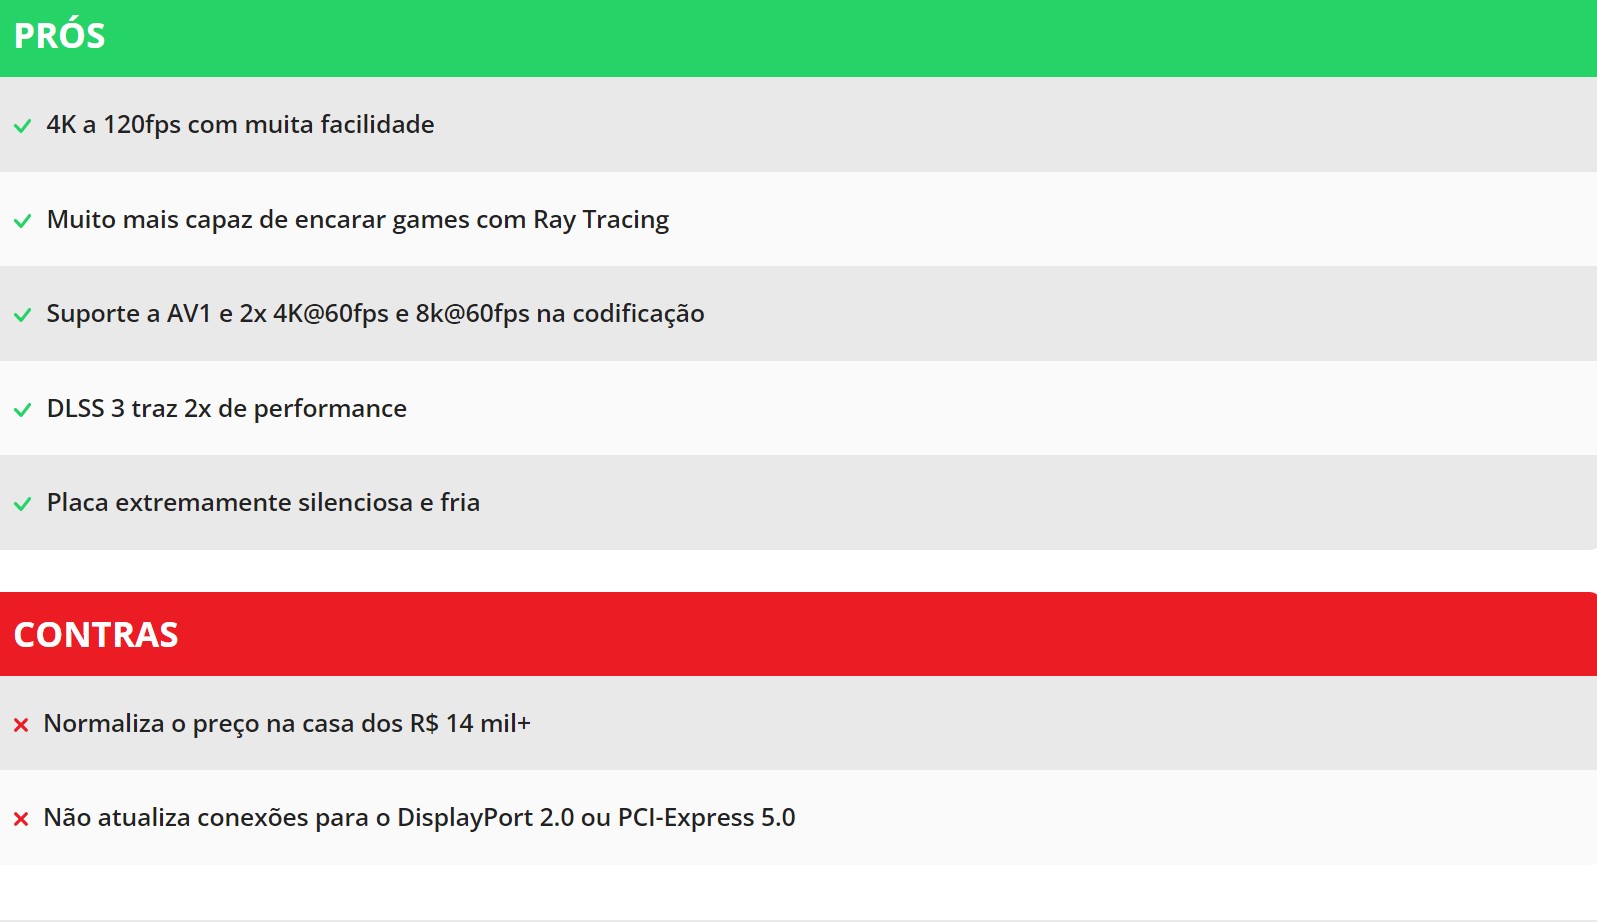 PRÓS
4K a 120fps com muita facilidade
Muito mais capaz de encarar games com Ray Tracing
Suporte a AV1 e 2x 4K@60fps e 8k@60fps na codificação
DLSS 3 traz 2x de performance
Placa extremamente silenciosa e fria
CONTRAS
Normaliza o preço na casa dos R$ 14 mil+
Não atualiza conexões para o DisplayPort 2.0 ou PCI-Express 5.0